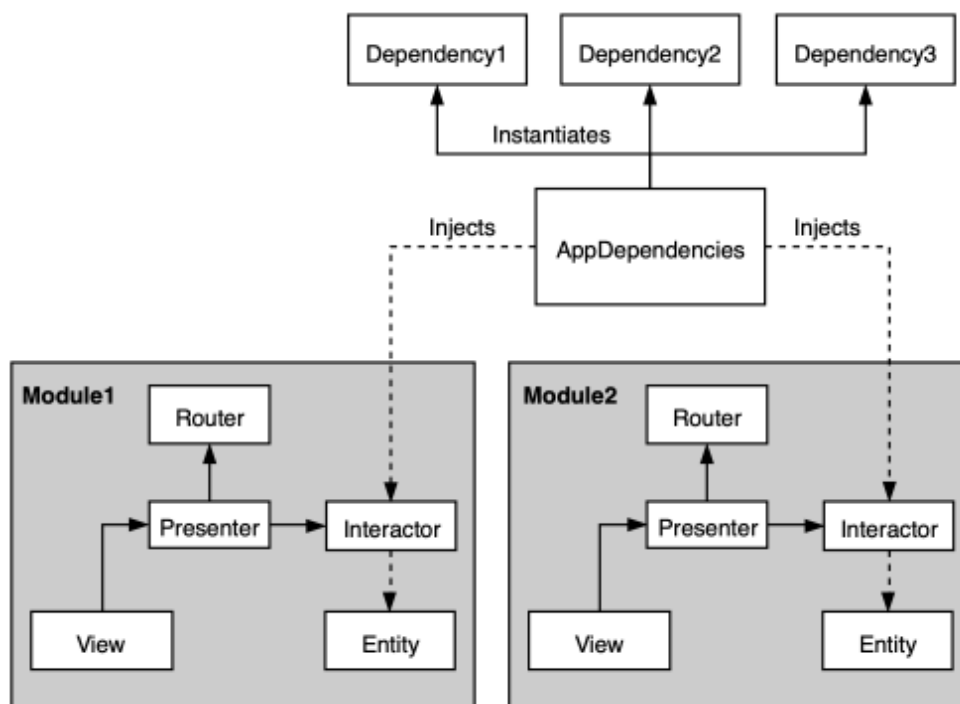 Dependency1
Dependency2
Dependency3
Instantiates
Injects
AppDependencies
Injects
Module1
Router
Presenter
Interactor
View
Entity
Module2
Router
Presenter
Interactor
View
Entity